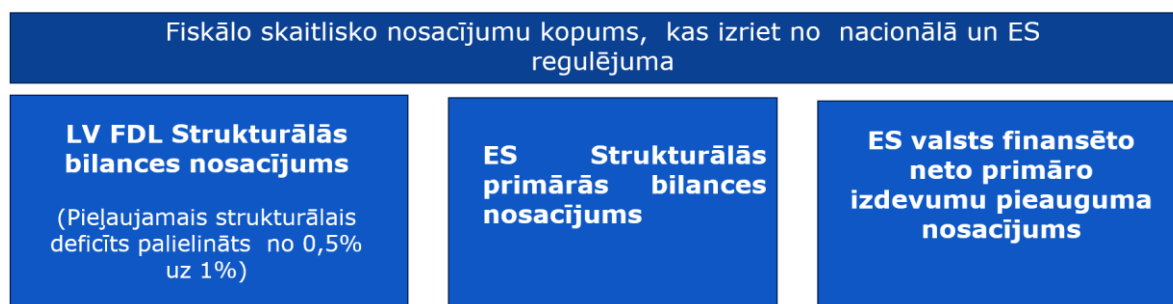 Fiskālo skaitlisko nosacījumu kopums, kas izriet no nacionālā un ES
regulējuma
LV FDL Strukturālās
bilances nosacījums
(Pieļaujamais strukturālais
deficīts palielināts no 0,5%
uz 1%)
ES Strukturālās
primārās bilances
nosacījums
ES valsts finansēto
neto primāro
izdevumu pieauguma
nosacījums